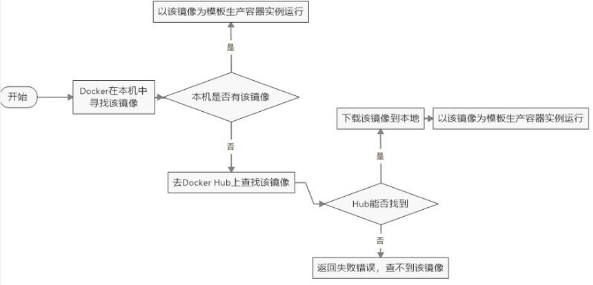 以该镜像为模板生产容器实例运行
是
开始
Docker在本机中
寻找该镜像
本机是否有该镜像
否
下载该镜像到本地
以该镜像为模板生产容器实例运行
是
去Docker Hub上查找该镜像
Hub能否找到
否
返回失败错误，查不到该镜像